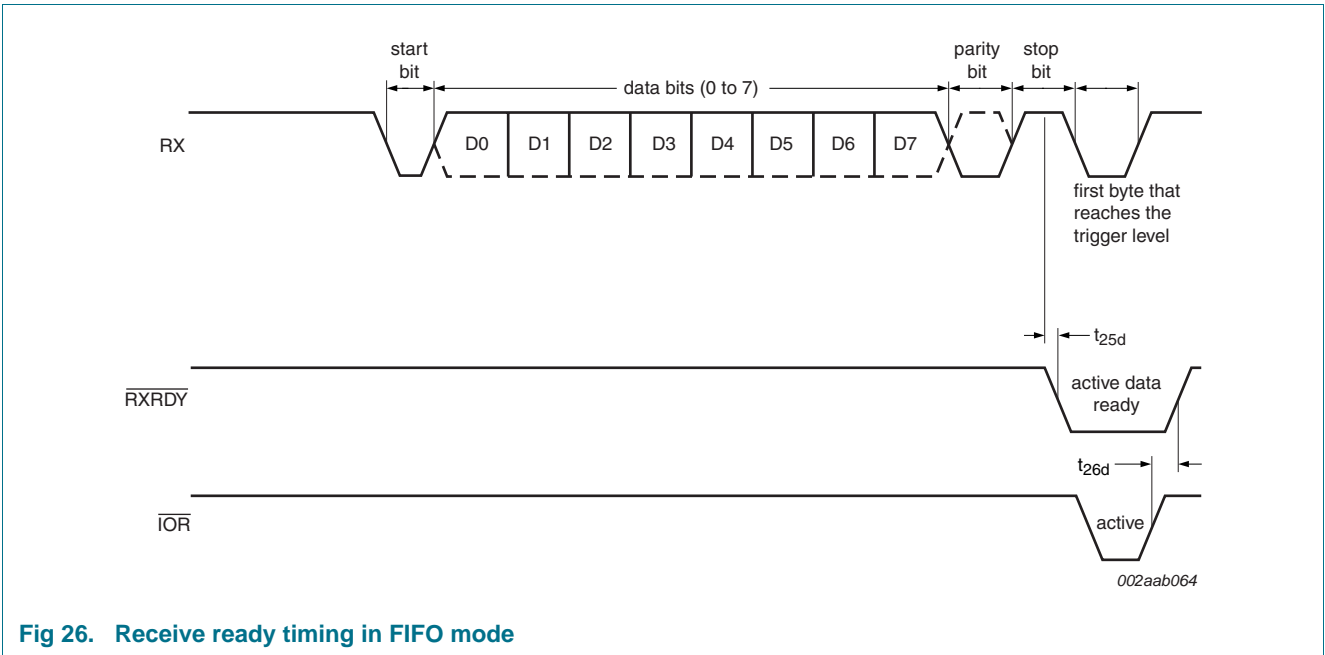 start
bit
data bits (0 to 7)
parity
bit
stop
bit
RX
D0 D1 D2 D3 D4 D5 D6 D7
first byte that
reaches the
trigger level
t25d
RXRDY
active data
ready
t26d
IOR
active
002aab064
Fig 26. Receive ready timing in FIFO mode